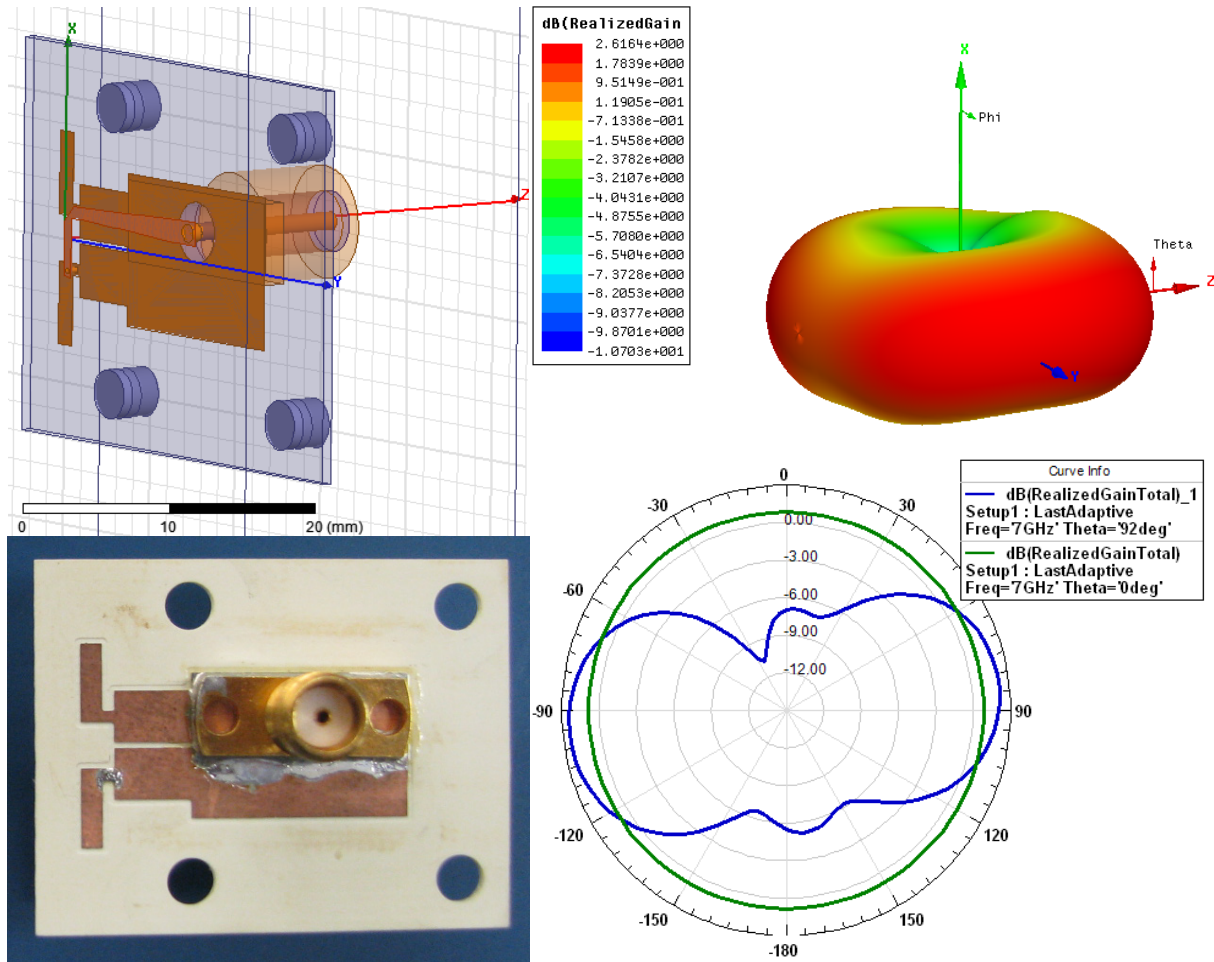 X
Z
Y
0
10
20 (mm)
dB(RealizedGain
2.6164e+000
1.7839e+000
9.5149e-001
1.1905e-001
-7.1338e-001
-1.5458e+000
-2.3782e+000
-3.2107e+000
-4.0431e+000
-4.8755e+000
-5.7080e+000
-6.5404e+000
-7.3728e+000
-8.2053e+000
-9.0377e+000
-9.8701e+000
-1.0703e+001
X
Phi
Theta
Z
Y
Curve Info
dB(RealizedGainTotal)_1
Setup1 : LastAdaptive
Freq='7GHz' Theta='92deg'
dB(RealizedGainTotal)
Setup1 : LastAdaptive
Freq='7GHz' Theta='0deg'
0
-30
30
0.00
-3.00
-60
-6.00
-9.00
-12.00
-90
90
-120
120
-150
150
-180